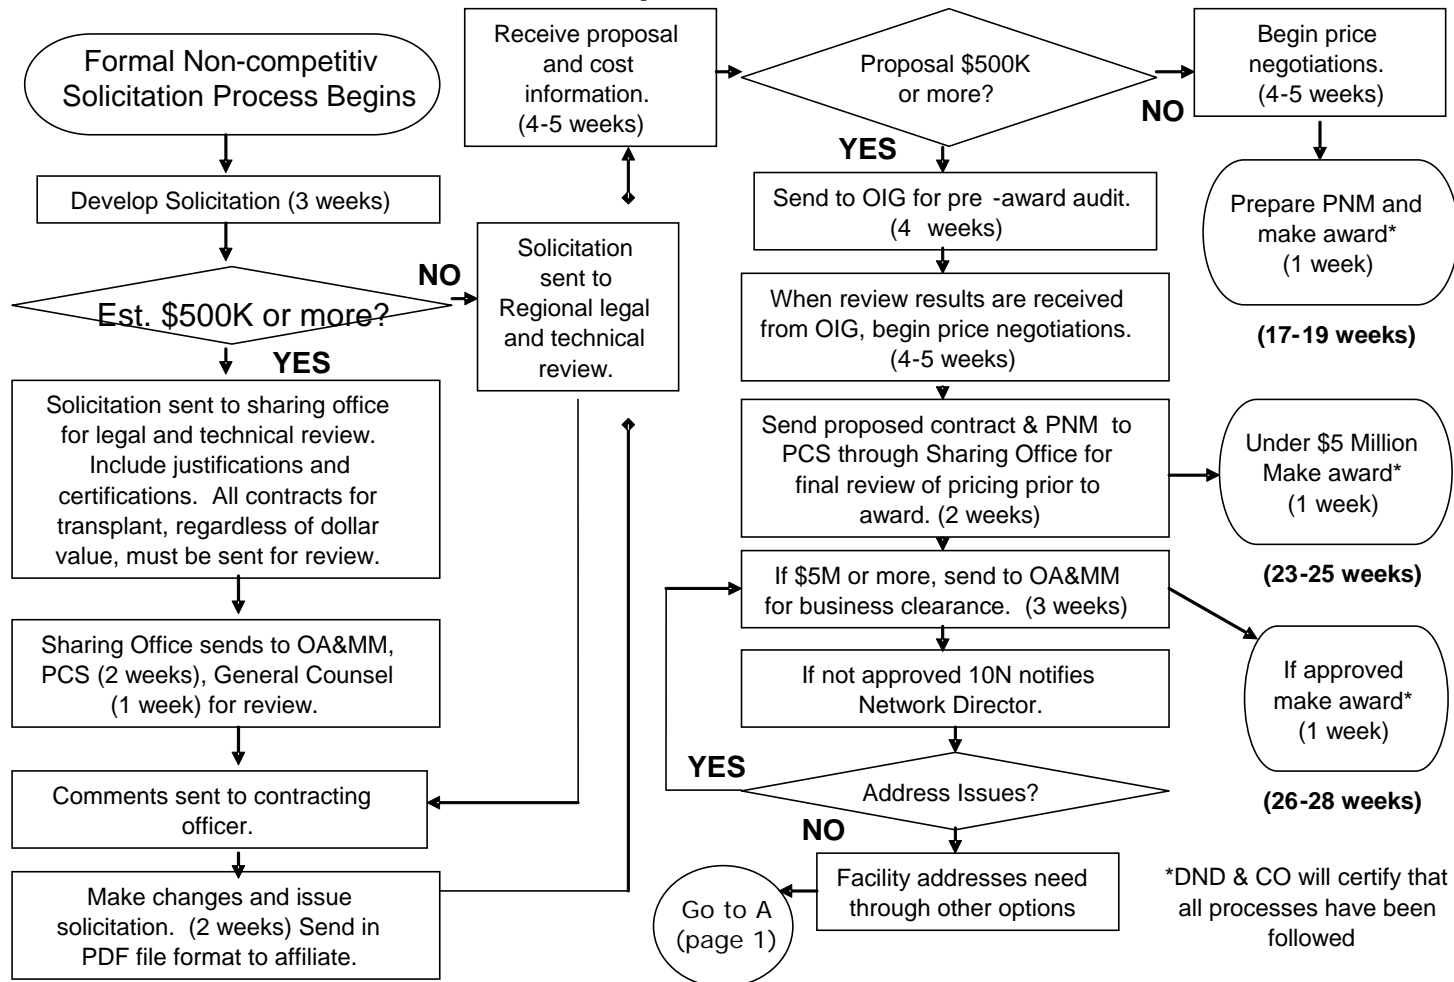 Formal Non-competitiv
Solicitation Process Begins
Develop Solicitation (3 weeks)
Est. $500K or more?
NO
YES
Solicitation sent to sharing office
for legal and technical review.
Include justifications and
certifications. All contracts for
transplant, regardless of dollar
value, must be sent for review.
Sharing Office sends to OA&MM,
PCS (2 weeks), General Counsel
(1 week) for review.
Comments sent to contracting
officer.
Make changes and issue
solicitation. (2 weeks) Send in
PDF file format to affiliate.
Solicitation
sent to
Regional legal
and technical
review.
Receive proposal
and cost
information.
(4-5 weeks)
Proposal $500K
or more?
NO
YES
Begin price
negotiations.
(4-5 weeks)
Prepare PNM and
make award*
(1 week)
(17-19 weeks)
Send to OIG for pre -award audit.
(4 weeks)
When review results are received
from OIG, begin price negotiations.
(4-5 weeks)
Send proposed contract & PNM to
PCS through Sharing Office for
final review of pricing prior to
award. (2 weeks)
Under $5 Million
Make award*
(1 week)
(23-25 weeks)
If $5M or more, send to OA&MM
for business clearance. (3 weeks)
If approved
make award*
(1 week)
(26-28 weeks)
If not approved 10N notifies
Network Director.
YES
Address Issues?
NO
Facility addresses need
through other options
Go to A
(page 1)
*DND & CO will certify that
all processes have been
followed